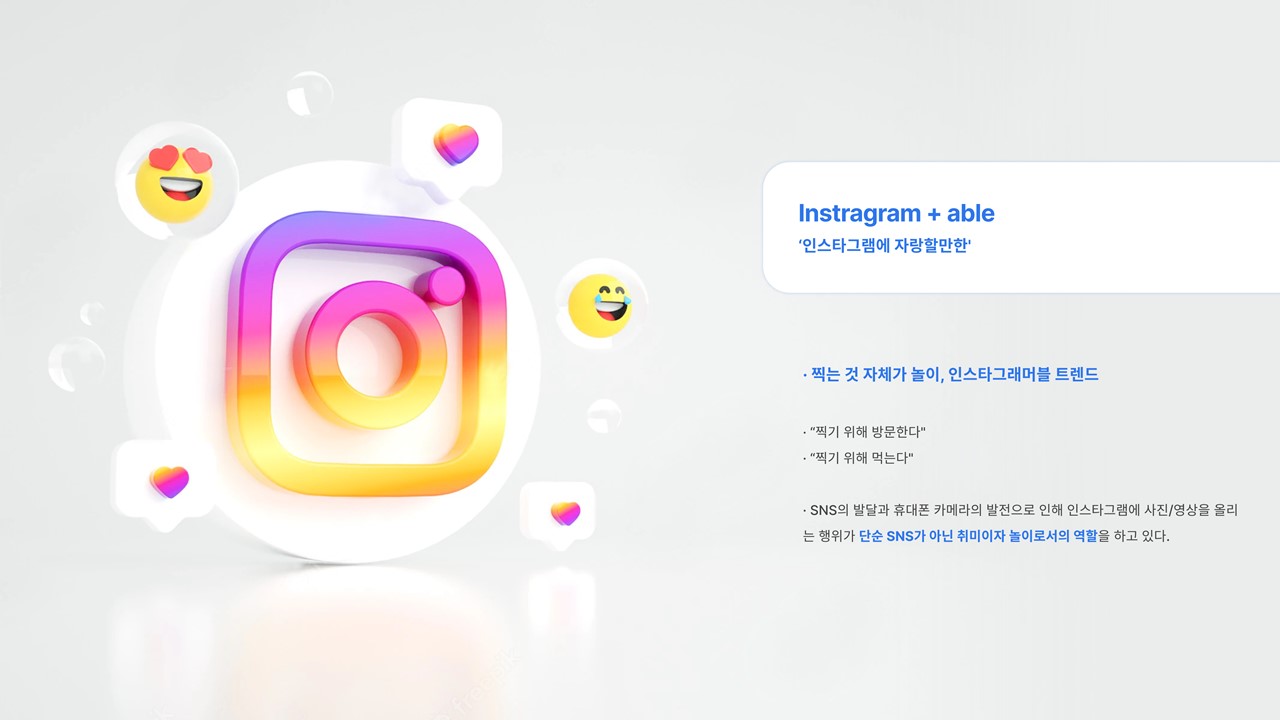 Instragram + able
‘인스타그램에 자랑할만한'
· 찍는 것 자체가 놀이, 인스타그래머블 트렌드
· “찍기 위해 방문한다"
· “찍기 위해 먹는다"
· SNS의 발달과 휴대폰 카메라의 발전으로 인해 인스타그램에 사진/영상을 올리
는 행위가 단순 SNS가 아닌 취미이자 놀이로서의 역할을 하고 있다.